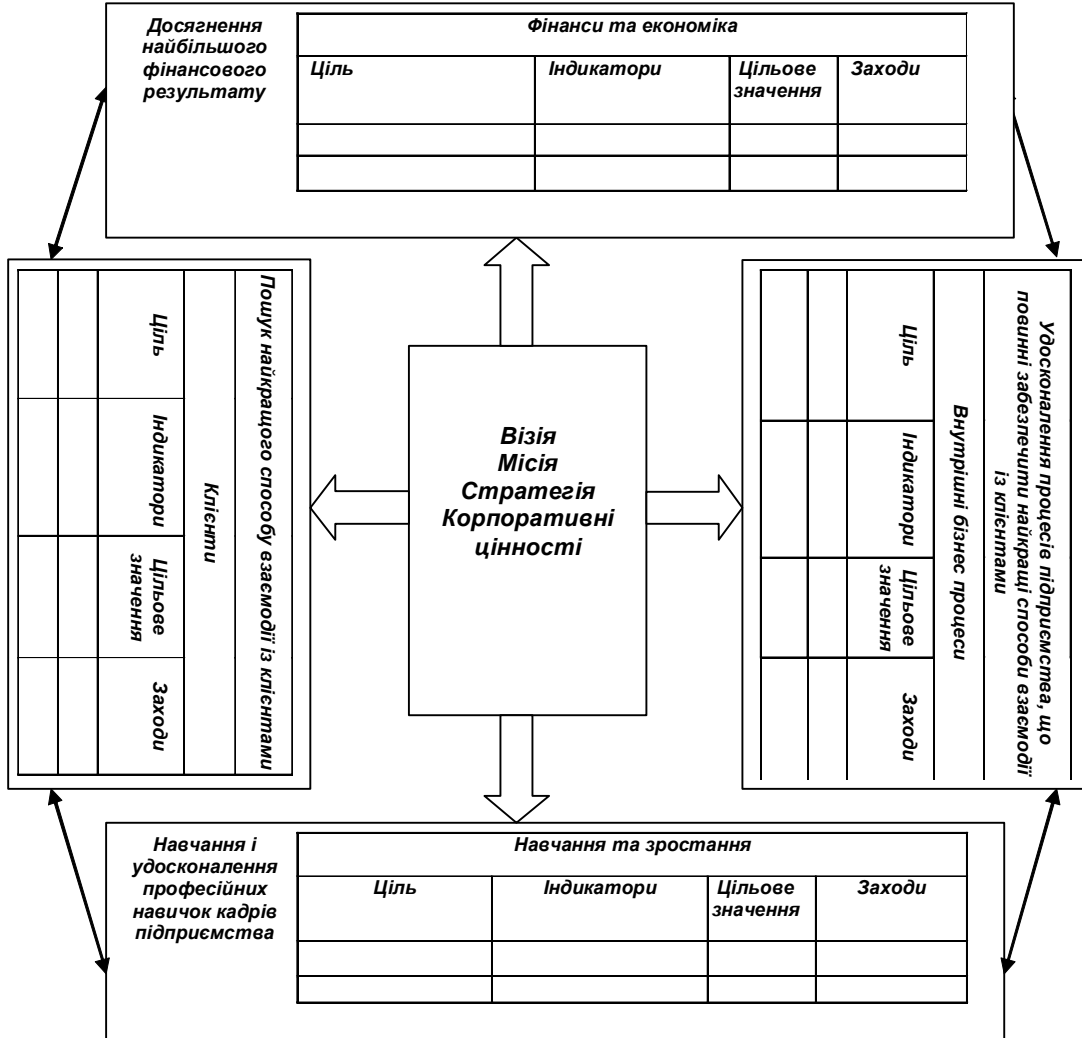 Досягнення
найбільшого
фінансового
результату
Фінанси та економіка
Ціль
Індикатори
Цільове
значення
Заходи
Пошук найкращого способу взаємодії із клієнтами
Клієнти
Ціль
Індикатори
Цільове
значення
Заходи
Візія
Місія
Стратегія
Корпоративні
цінності
Удосконалення процесів підприємства, що
повинні забезпечити найкращі способи взаємодії
із клієнтами
Внутрішні бізнес процеси
Ціль
Індикатори
Цільове
значення
Заходи
Навчання і
удосконалення
професійних
навичок кадрів
підприємства
Навчання та зростання
Ціль
Індикатори
Цільове
значення
Заходи